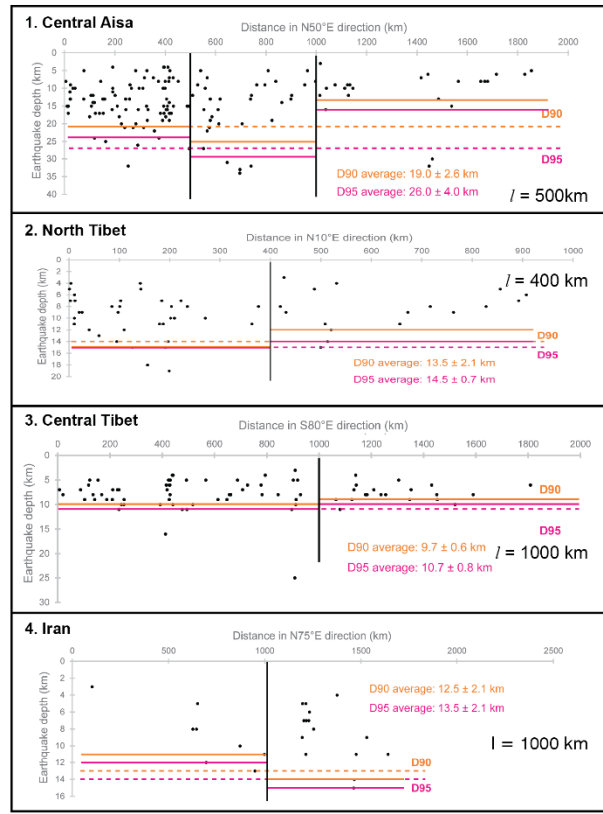 1. Central Aisa
Distance in N50°E direction (km)
0 200 400 600 800 1000 1200 1400 1600 1800 2000
Earthquake depth (km)
0
5
10
15
20
25
30
35
40
D90
D95
D90 average: 19.0 ± 2.6 km
D95 average: 26.0 ± 4.0 km
l = 500km
2. North Tibet
Distance in N10°E direction (km)
0 100 200 300 400 500 600 700 800 900 1000
Earthquake depth (km)
0
2
4
6
8
10
12
14
16
18
20
l = 400 km
D90
D95
D90 average: 13.5 ± 2.1 km
D95 average: 14.5 ± 0.7 km
3. Central Tibet
Distance in S80°E direction (km)
0 200 400 600 800 1000 1200 1400 1600 1800 2000
Earthquake depth (km)
0
5
10
15
20
25
30
D90
D95
D90 average: 9.7 ± 0.6 km
D95 average: 10.7 ± 0.8 km
l = 1000 km
4. Iran
Distance in N75°E direction (km)
0 500 1000 1500 2000 2500
Earthquake depth (km)
0
2
4
6
8
10
12
14
16
D90 average: 12.5 ± 2.1 km
D95 average: 13.5 ± 2.1 km
l = 1000 km
D90
D95